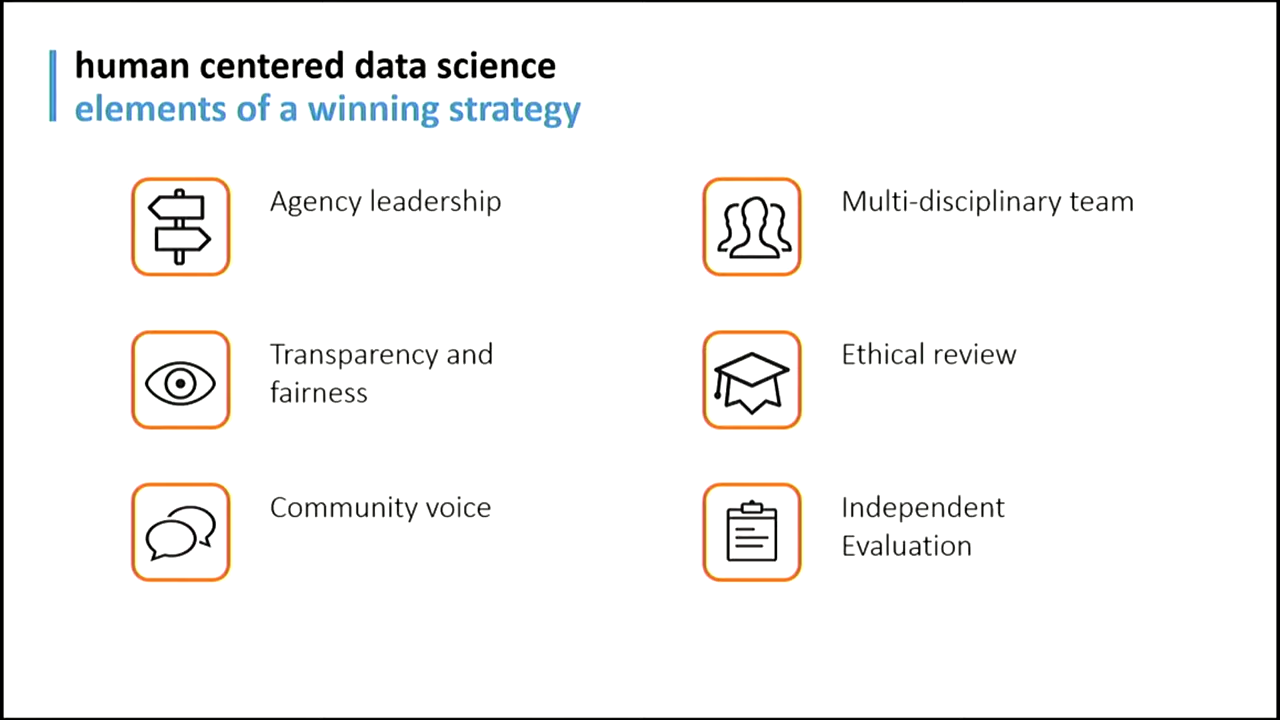 human centered data science
elements of a winning strategy
Agency leadership
Multi-disciplinary team
Transparency and
fairness
Ethical review
Community voice
Independent
Evaluation